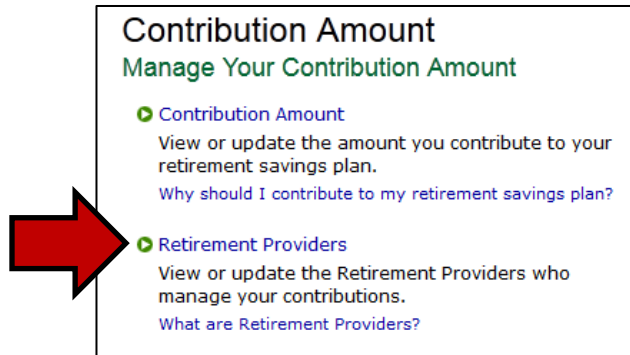 Contribution Amount
Manage Your Contribution Amount
Contribution Amount
View or update the amount you contribute to your
retirement savings plan.
Why should I contribute to my retirement savings plan?
Retirement Providers
View or update the Retirement Providers who
manage your contributions.
What are Retirement Providers?